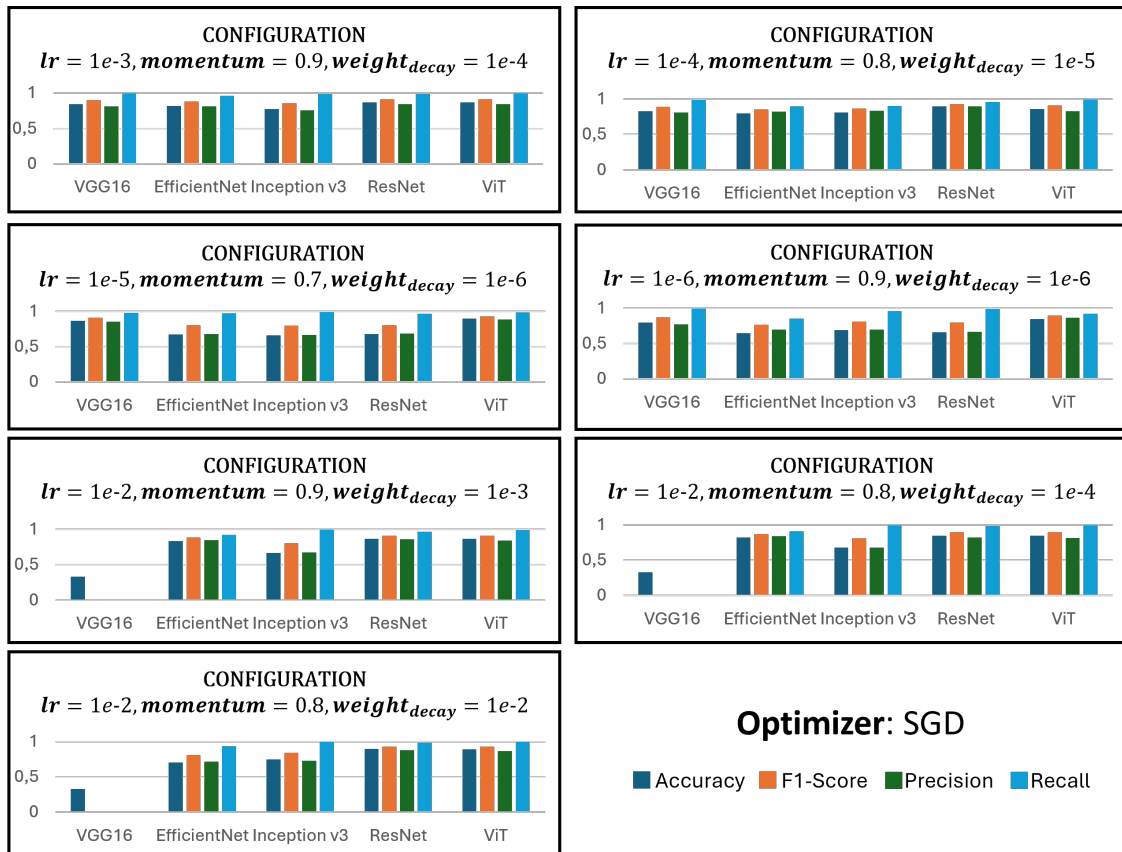 CONFIGURATION
lr = 1e-3, momentum = 0.9, weight_decay = 1e-4
1
0,5
0
VGG16 EfficientNet Inception v3 ResNet ViT
CONFIGURATION
lr = 1e-4, momentum = 0.8, weight_decay = 1e-5
1
0,5
0
VGG16 EfficientNet Inception v3 ResNet ViT
CONFIGURATION
lr = 1e-5, momentum = 0.7, weight_decay = 1e-6
1
0,5
0
VGG16 EfficientNet Inception v3 ResNet ViT
CONFIGURATION
lr = 1e-6, momentum = 0.9, weight_decay = 1e-6
1
0,5
0
VGG16 EfficientNet Inception v3 ResNet ViT
CONFIGURATION
lr = 1e-2, momentum = 0.9, weight_decay = 1e-3
1
0,5
0
VGG16 EfficientNet Inception v3 ResNet ViT
CONFIGURATION
lr = 1e-2, momentum = 0.8, weight_decay = 1e-4
1
0,5
0
VGG16 EfficientNet Inception v3 ResNet ViT
CONFIGURATION
lr = 1e-2, momentum = 0.8, weight_decay = 1e-2
1
0,5
0
VGG16 EfficientNet Inception v3 ResNet ViT
Optimizer: SGD
Accuracy F1-Score Precision Recall